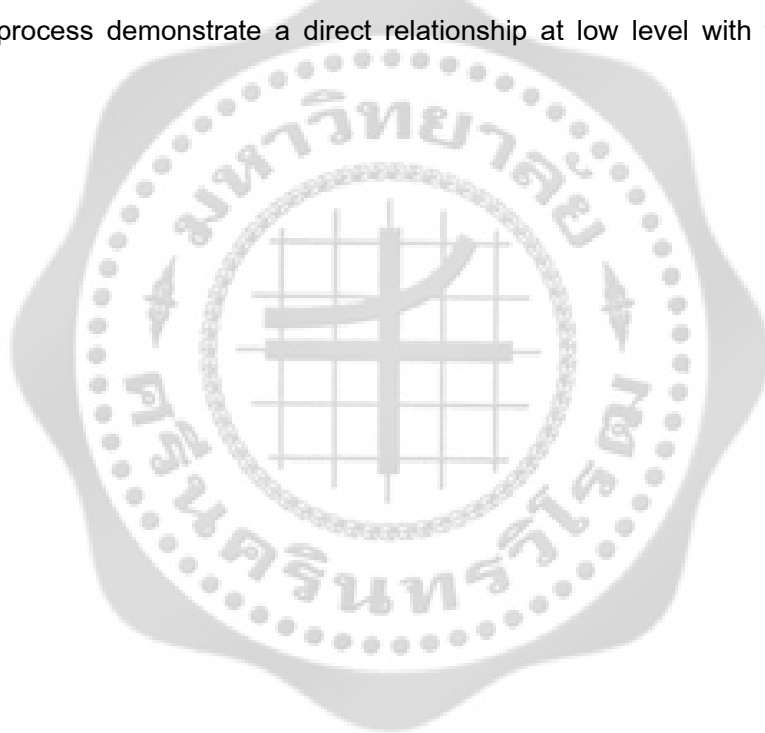 process demonstrate a direct relationship at low level with
มหาวิทยาลัย
ศรีนครินทรวิโรฒ